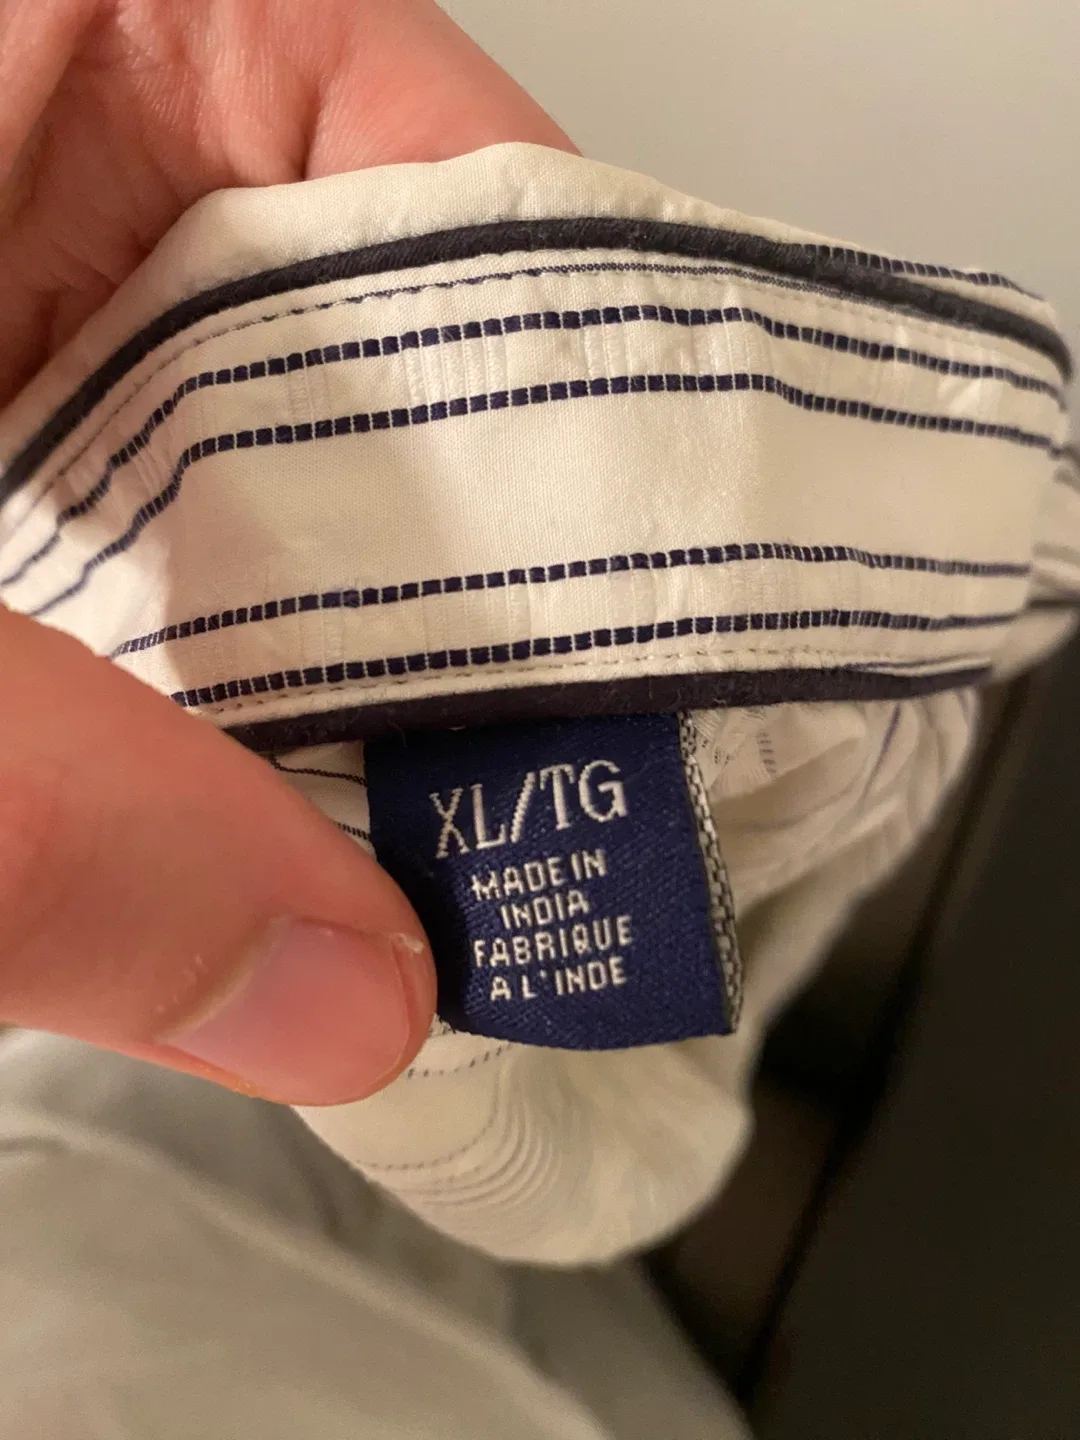 XL/TG
MADE IN
INDIA
FABRIQUE
A L'INDE